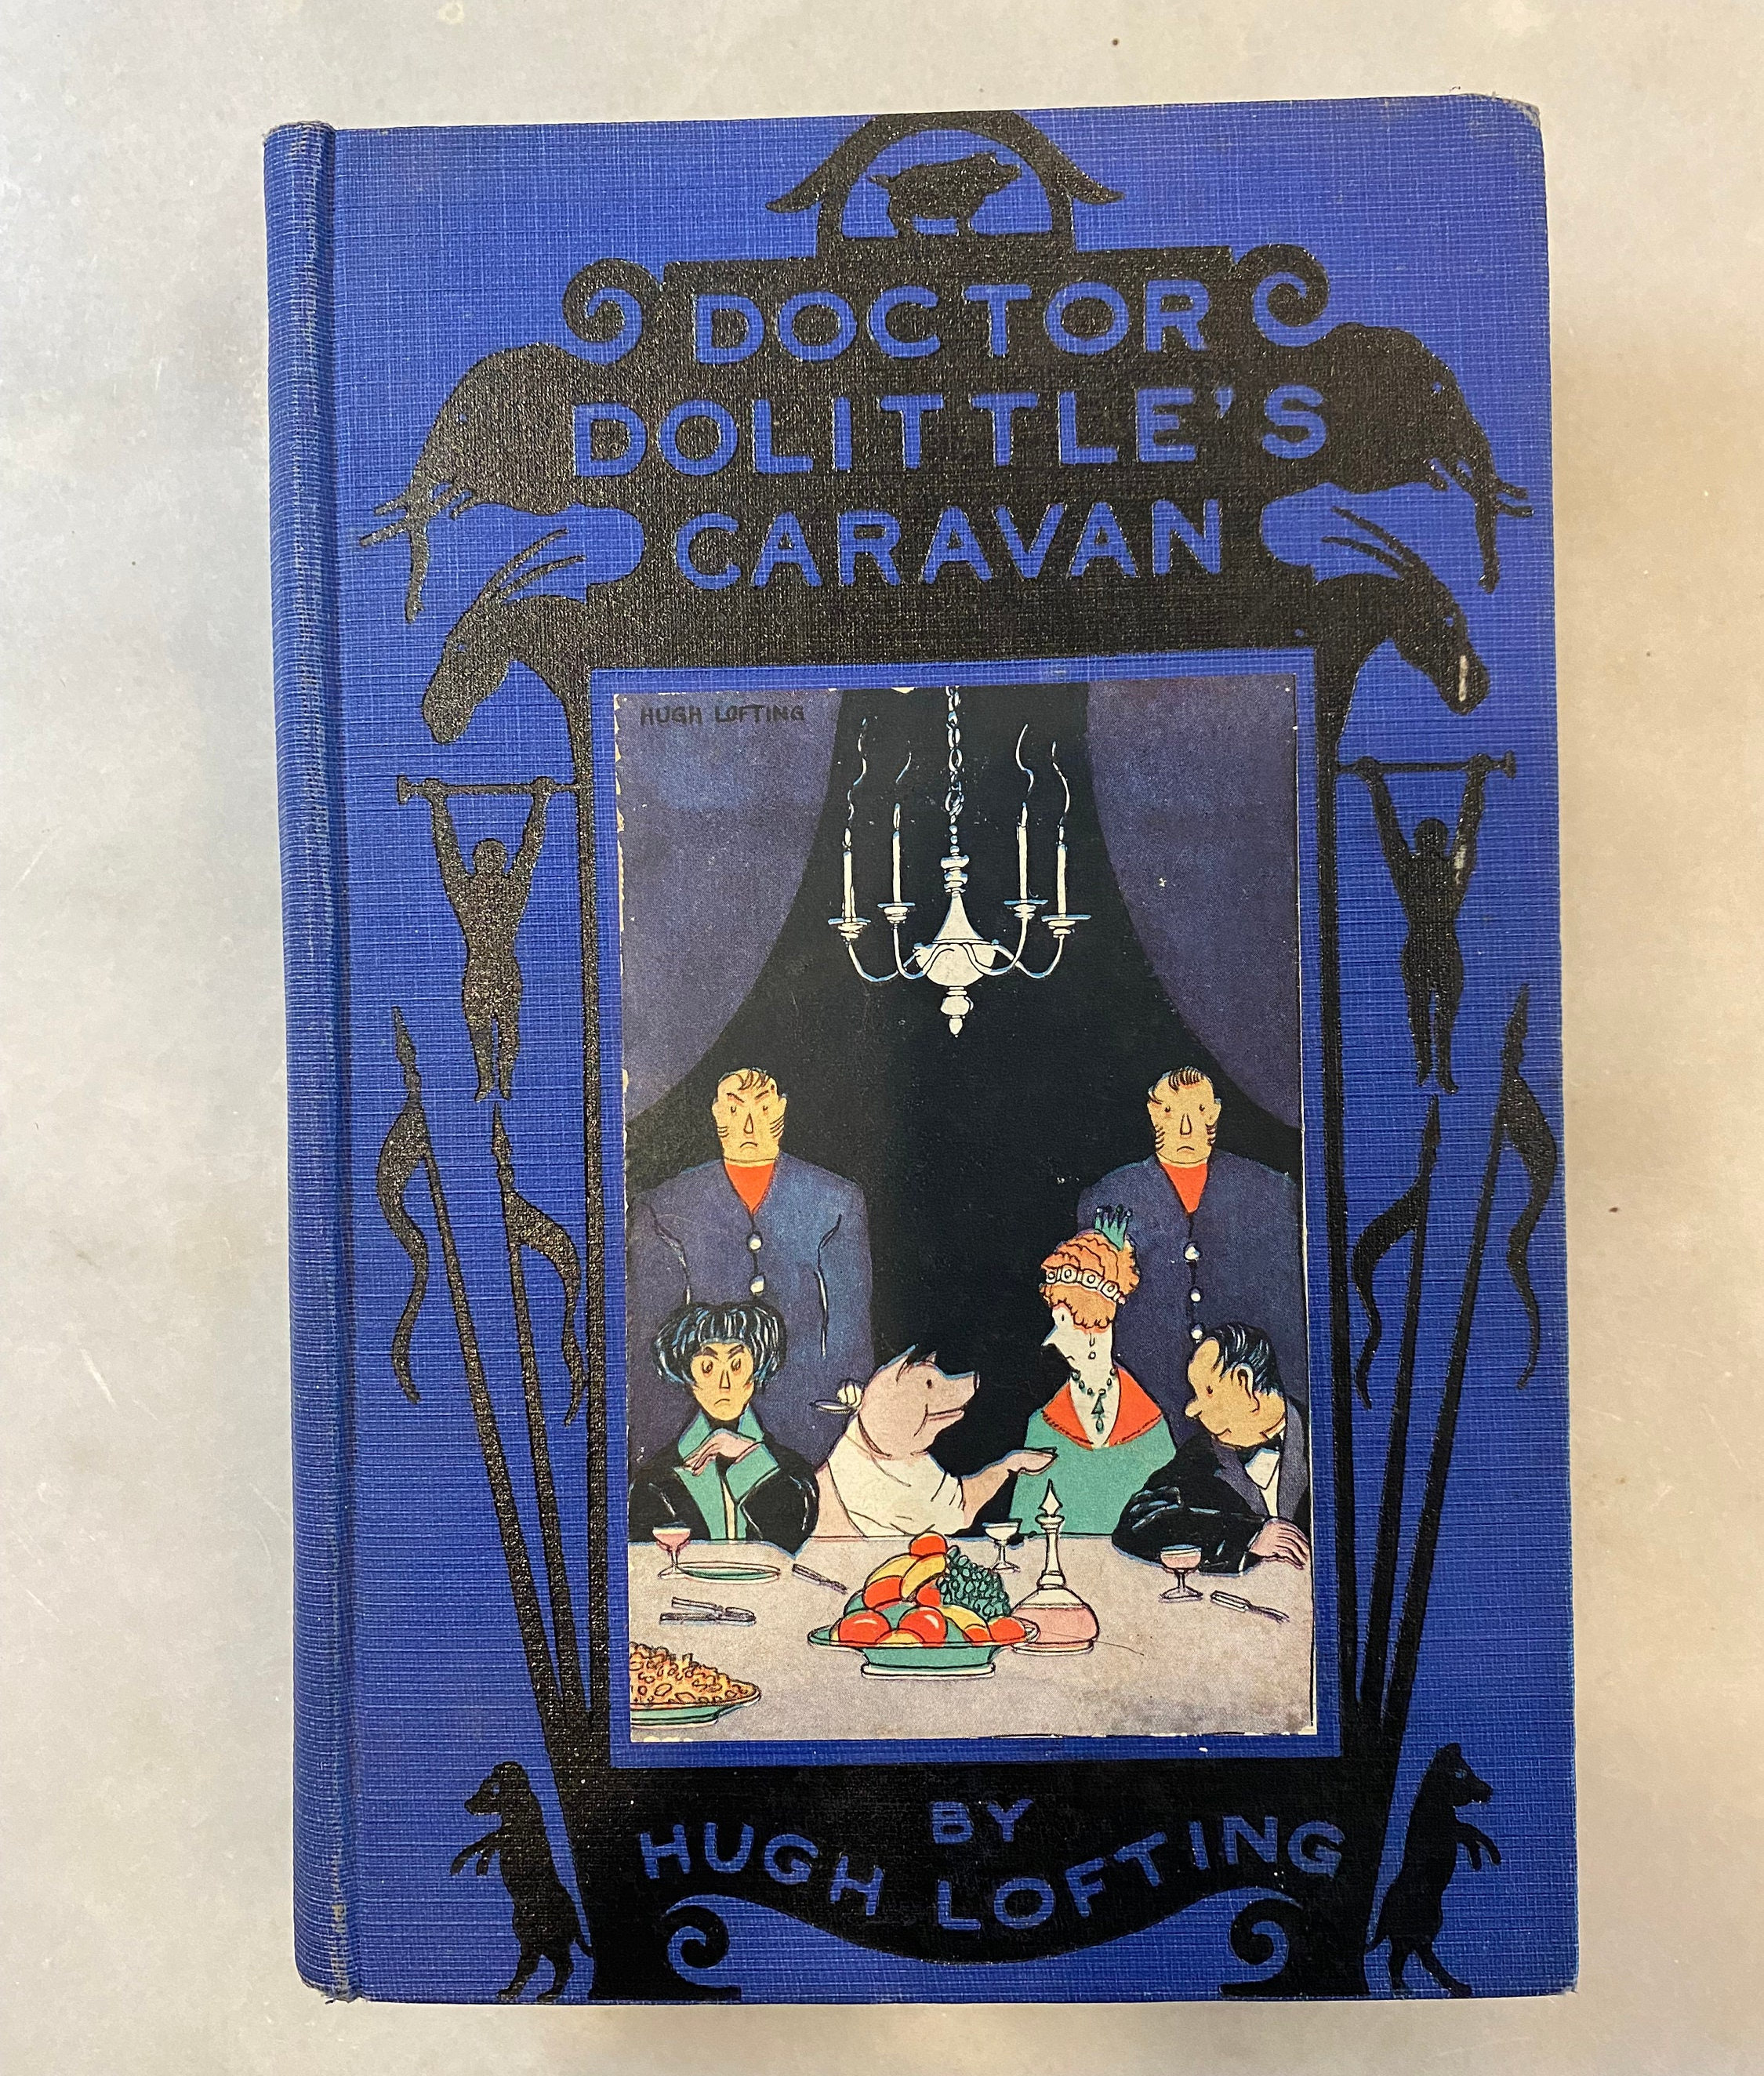 DOCTOR
DOLITTLE'S
CARAVAN
HUGH LOFTING
BY
HUGH LOFTING